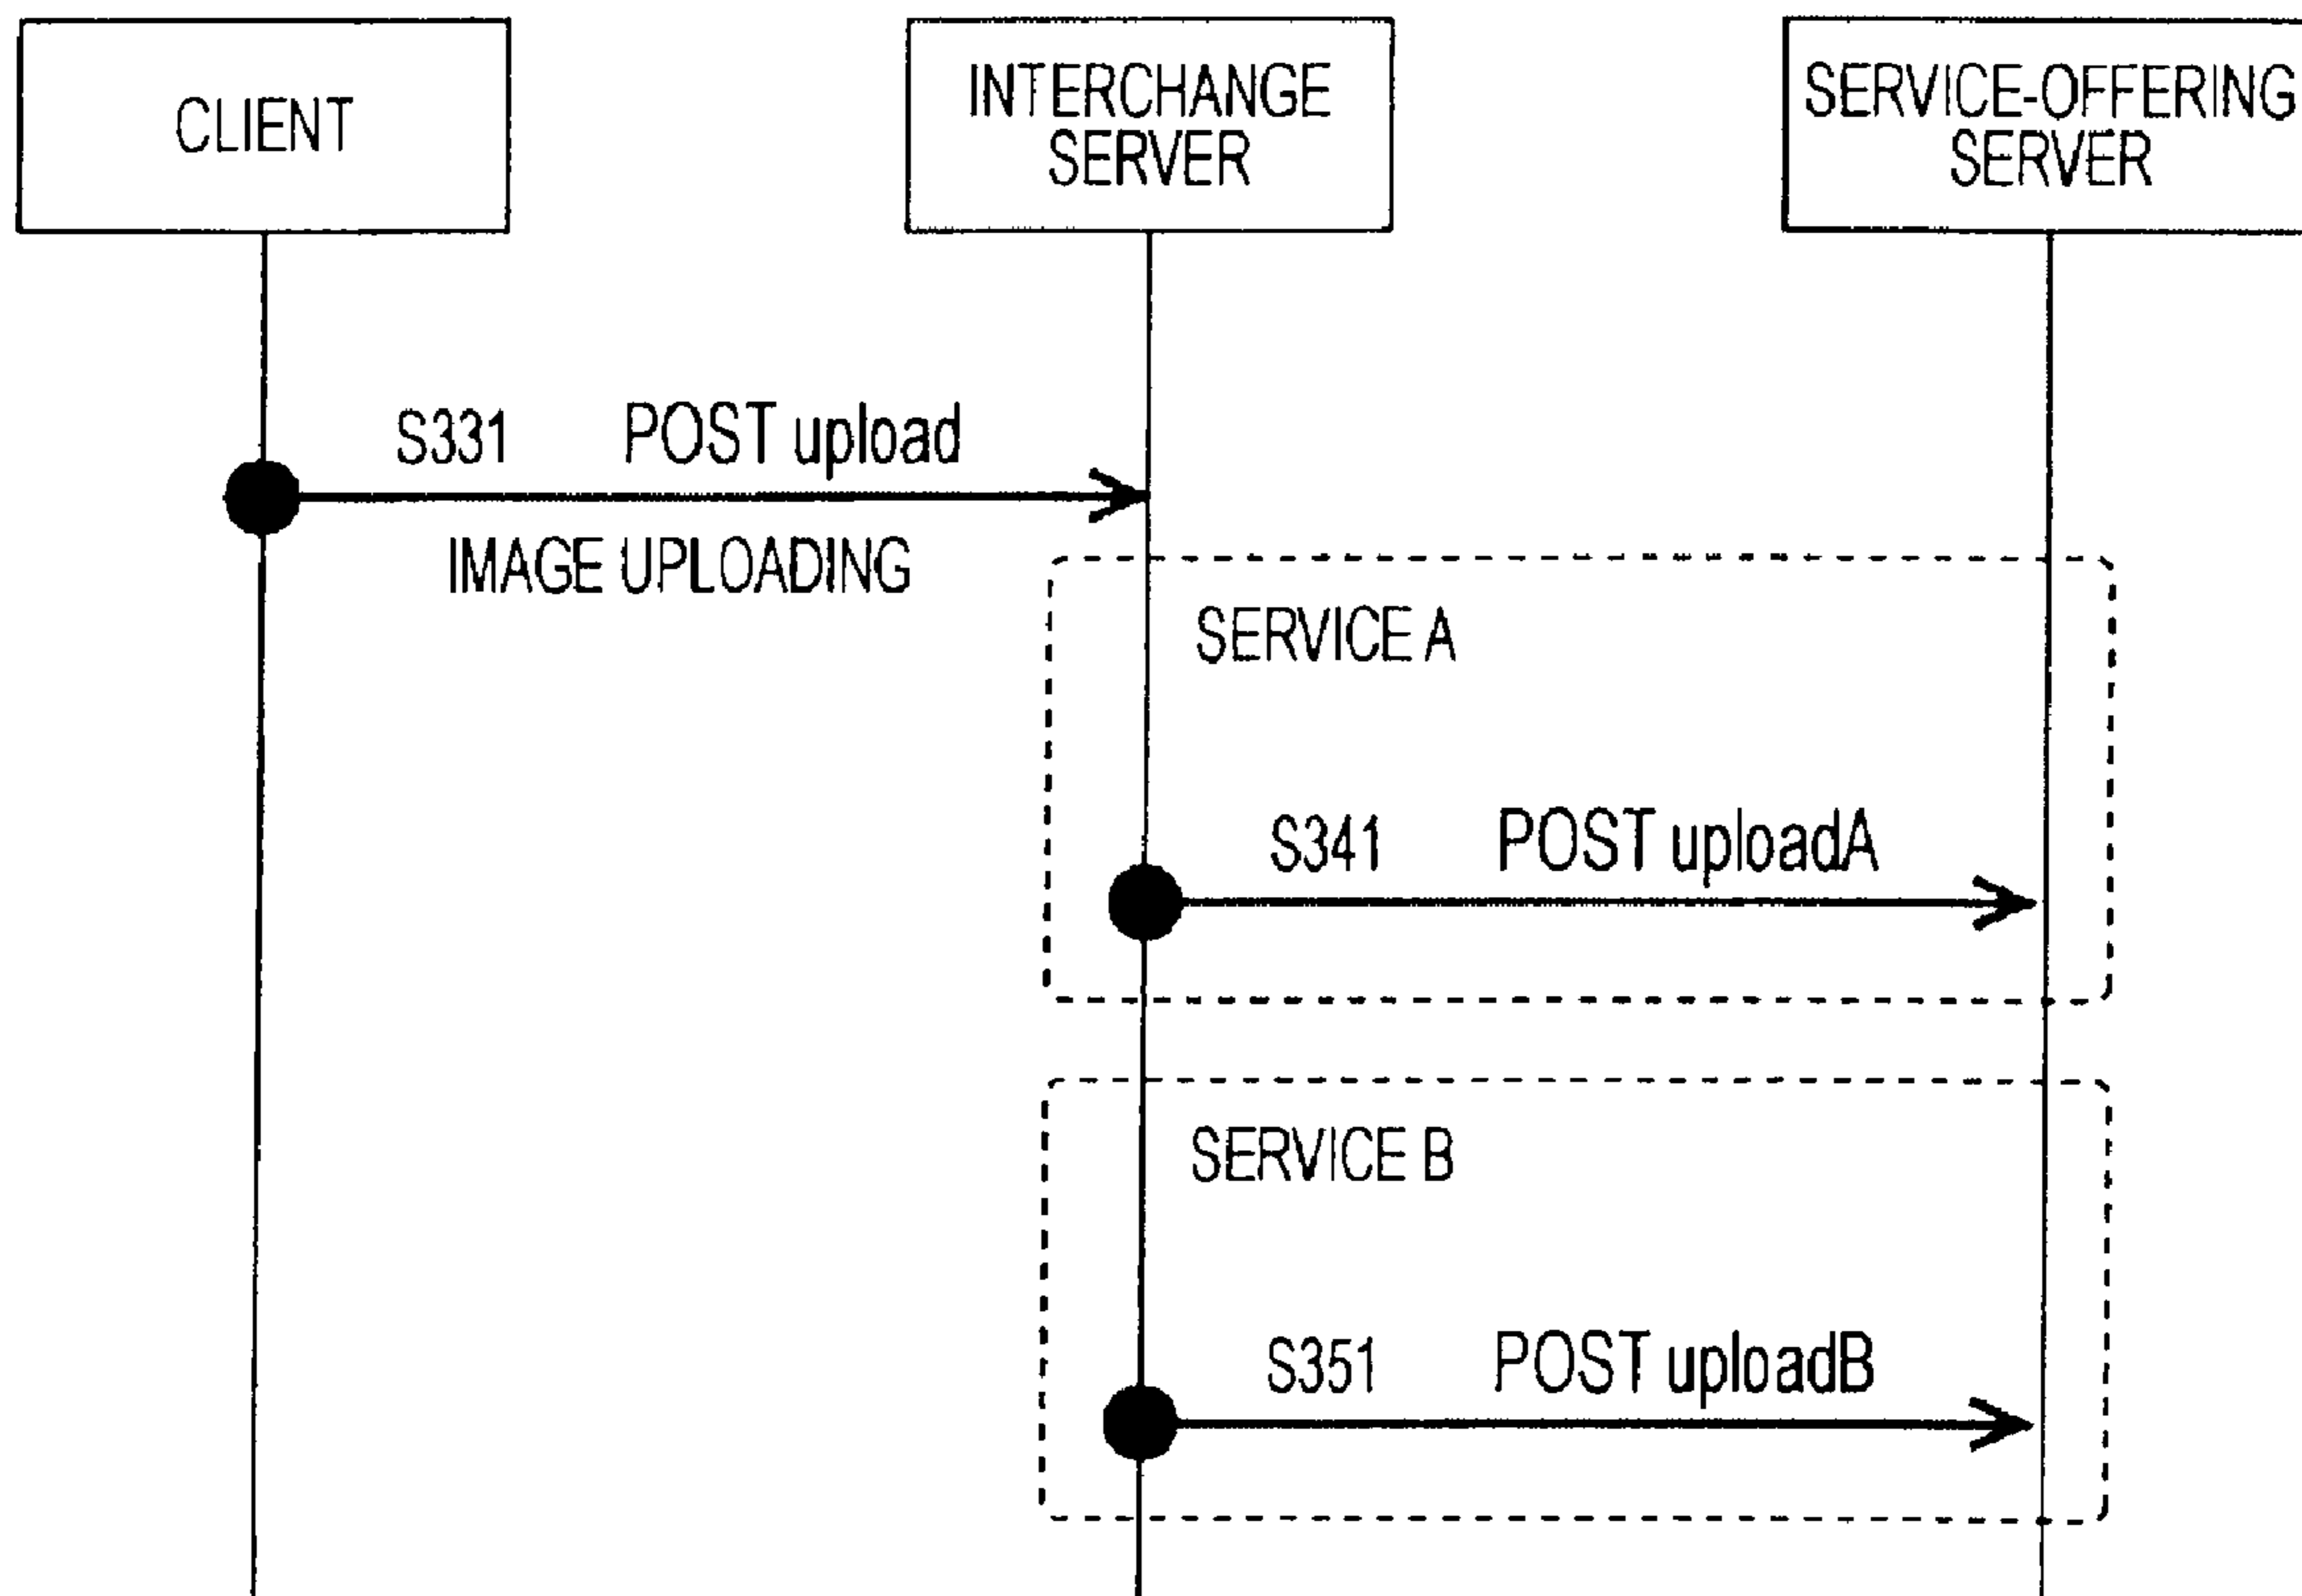 CLIENT
INTERCHANGE
SERVER
SERVICE-OFFERING
SERVER
S331 POST upload
IMAGE UPLOADING
SERVICE A
S341 POST uploadA
SERVICE B
S351 POST uploadB